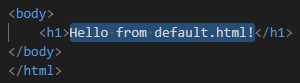 <body>
<h1>Hello from default.html!</h1>
</body>
</html>